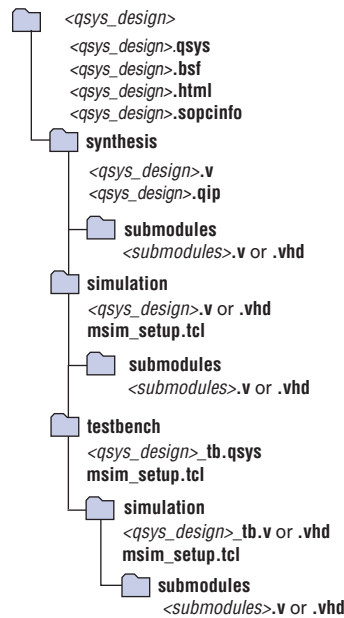 <qsys_design>
<qsys_design>.qsys
<qsys_design>.bsf
<qsys_design>.html
<qsys_design>.sopcinfo
synthesis
<qsys_design>.v
<qsys_design>.qip
submodules
<submodules>.v or .vhd
simulation
<qsys_design>.v or .vhd
msim_setup.tcl
submodules
<submodules>.v or .vhd
testbench
<qsys_design>_tb.qsys
msim_setup.tcl
simulation
<qsys_design>_tb.v or .vhd
msim_setup.tcl
submodules
<submodules>.v or .vhd